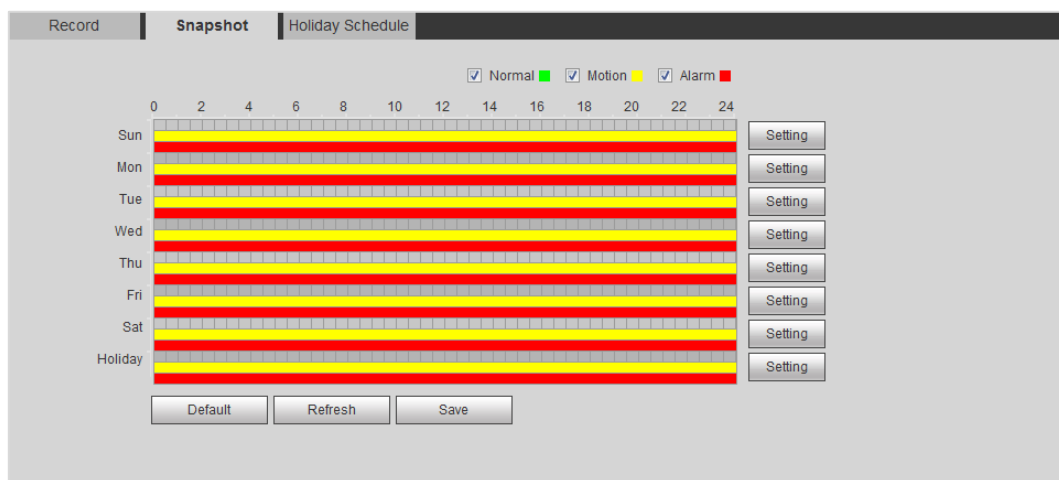 Record Snapshot Holiday Schedule
Normal Motion Alarm
0 2 4 6 8 10 12 14 16 18 20 22 24
Sun Setting
Mon Setting
Tue Setting
Wed Setting
Thu Setting
Fri Setting
Sat Setting
Holiday Setting
Default Refresh Save